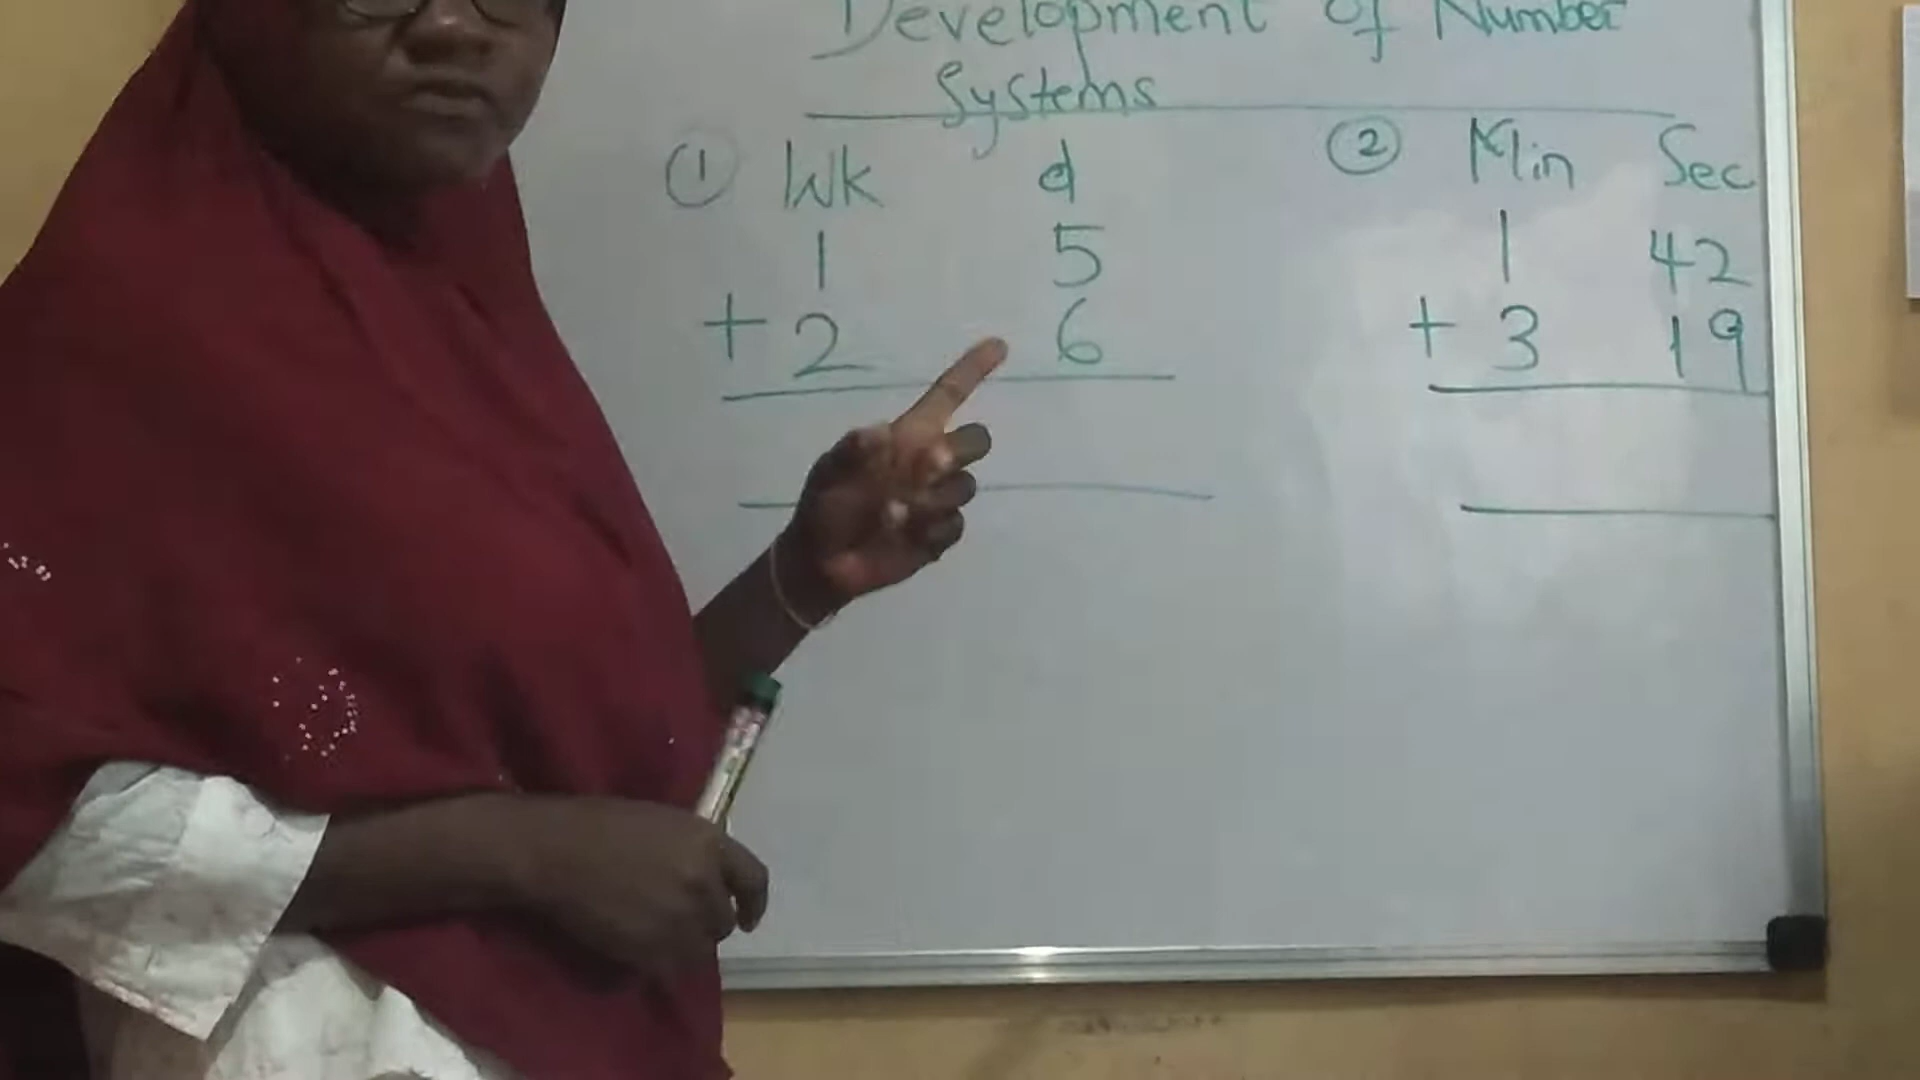 Development of Number
Systems
① Wk d
1 5
+ 2 6
② Min Sec
1 42
+ 3 19